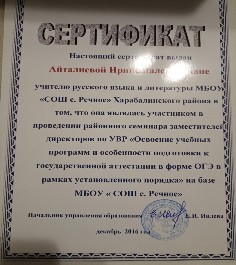 СЕРТИФИКАТ
Настоящий сертификат выдан
Айталиевой
учителю русского языка и литературы МБОУ
«СОШ с. Речное» Харабалинского района в
том, что она являлась участником в
проведении районного семинара заместителей
директоров по УВР «Освоение учебных
программ и особенности подготовки к
государственной аттестации в форме ОГЭ в
рамках установленного порядка» на базе
МБОУ « СОШ с. Речное»
Начальник управления образования
декабрь 2016 год